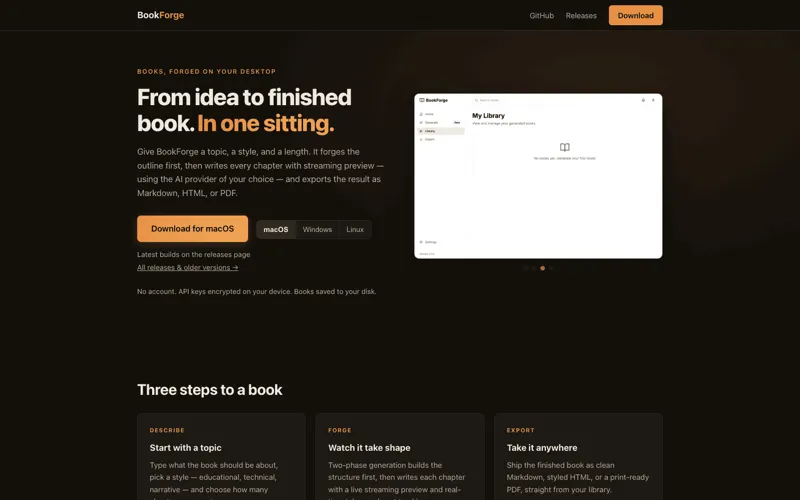 BookForge
GitHub
Releases
Download
BOOKS, FORGED ON YOUR DESKTOP
From idea to finished
book. In one sitting.
Give BookForge a topic, a style, and a length. It forges the
outline first, then writes every chapter with streaming preview —
using the AI provider of your choice — and exports the result as
Markdown, HTML, or PDF.
Download for macOS
macOS
Windows
Linux
Latest builds on the releases page
All releases & older versions →
No account. API keys encrypted on your device. Books saved to your disk.
BookForge
Generate
Library
Settings
My Library
View and manage your generated books
Three steps to a book
DESCRIBE
Start with a topic
Type what the book should be about,
pick a style — educational, technical,
narrative — and choose how many
FORGE
Watch it take shape
Two-phase generation builds the
structure first, then writes each chapter
with a live streaming preview and real-
EXPORT
Take it anywhere
Ship the finished book as clean
Markdown, styled HTML, or a print-ready
PDF, straight from your library.